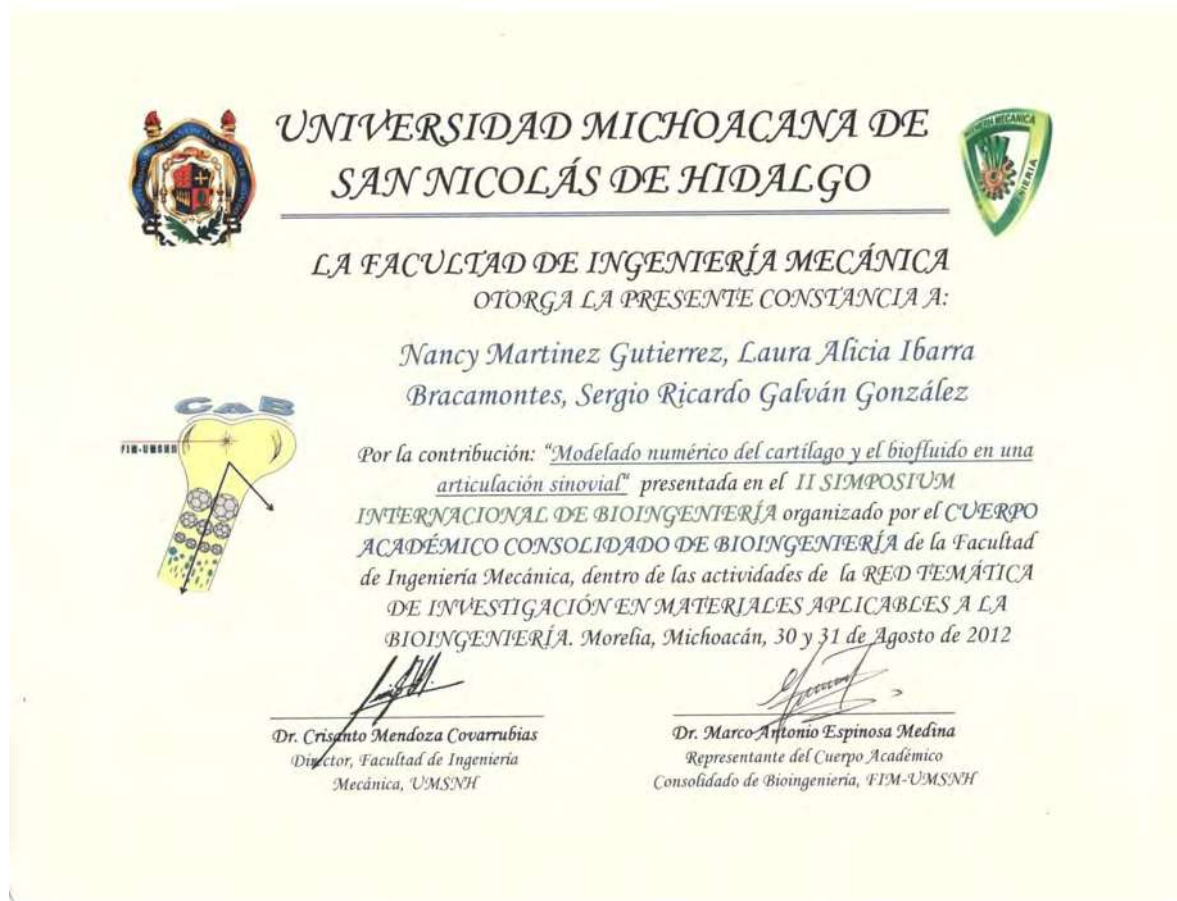 UNIVERSIDAD MICHOACANA DE
SAN NICOLÁS DE HIDALGO
INGENIERIA MECANICA
LA FACULTAD DE INGENIERÍA MECÁNICA
OTORGA LA PRESENTE CONSTANCIA A:
Nancy Martinez Gutierrez, Laura Alicia Ibarra
Bracamontes, Sergio Ricardo Galván González
CAB
FIM-UMSNH
Por la contribución: "Modelado numérico del cartílago y el biofluido en una
articulación sinovial" presentada en el II SIMPOSIUM
INTERNACIONAL DE BIOINGENIERÍA organizado por el CUERPO
ACADÉMICO CONSOLIDADO DE BIOINGENIERÍA de la Facultad
de Ingeniería Mecánica, dentro de las actividades de la RED TEMÁTICA
DE INVESTIGACIÓN EN MATERIALES APLICABLES A LA
BIOINGENIERÍA. Morelia, Michoacán, 30 y 31 de Agosto de 2012
Dr. Crisanto Mendoza Covarrubias
Director, Facultad de Ingeniería
Mecánica, UMSNH
Dr. Marco Antonio Espinosa Medina
Representante del Cuerpo Académico
Consolidado de Bioingeniería, FIM-UMSNH